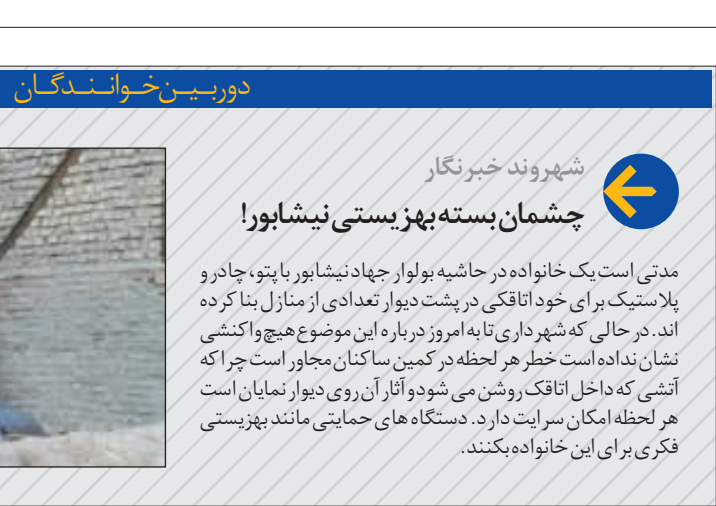 دوربین‌خوانندگان
شهروند خبرنگار
چشمان بسته بهزیستی نیشابور!
مدتی است یک خانواده در حاشیه بولوار جهاد نیشابور با پتو، چادر و
پلاستیک برای خود اتاقکی در پشت دیوار تعدادی از منازل بنا کرده
اند. در حالی که شهرداری تا به امروز درباره این موضوع هیچ واکنشی
نشان نداده است خطر هر لحظه در کمین ساکنان مجاور است چرا که
آتشی که داخل اتاقک روشن می شود و آثار آن روی دیوار نمایان است
هر لحظه امکان سرایت دارد. دستگاه های حمایتی مانند بهزیستی
فکری برای این خانواده بکنند.